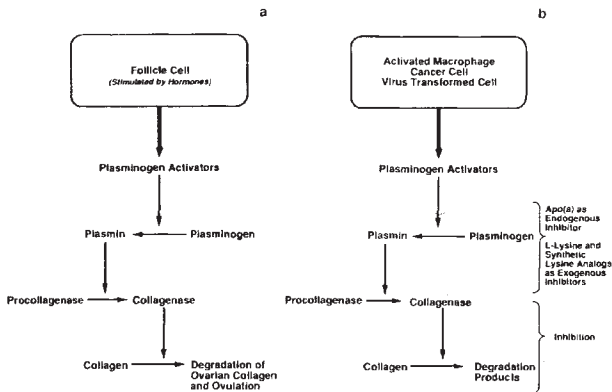 a
Follicle Cell
(Stimulated by Hormones)
Plasminogen Activators
Plasmin Plasminogen
Procollagenase Collagenase
Collagen Degradation of
Ovarian Collagen
and Ovulation
b
Activated Macrophage
Cancer Cell
Virus Transformed Cell
Plasminogen Activators
Plasmin Plasminogen
Procollagenase Collagenase
Collagen Degradation
Products
Apo(a) as
Endogenous
Inhibitor
L-Lysine and
Synthetic
Lysine Analogs
as Exogenous
Inhibitors
Inhibition